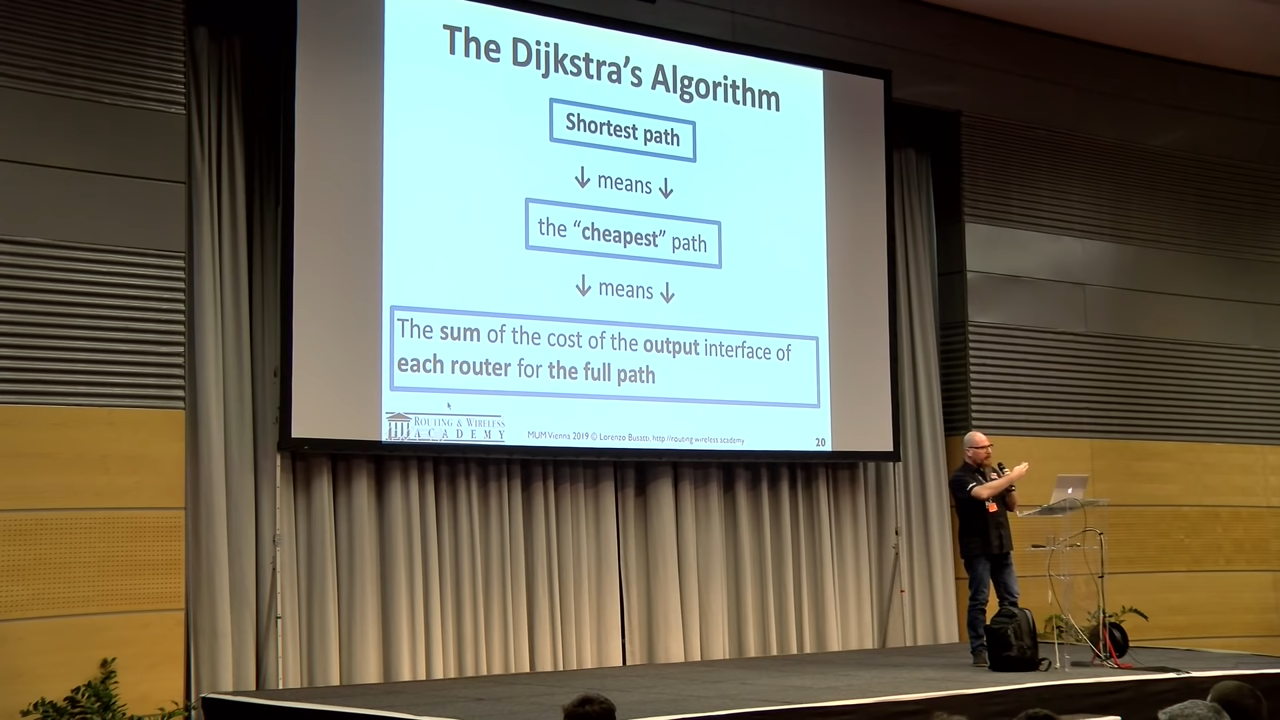 The Dijkstra's Algorithm
Shortest path
↓ means ↓
the "cheapest" path
↓ means ↓
The sum of the cost of the output interface of
each router for the full path
ROUTING & WIRELESS
ACADEMY
MUM Vienna 2019 © Lorenzo Busatti, http://routing.wireless.academy
20